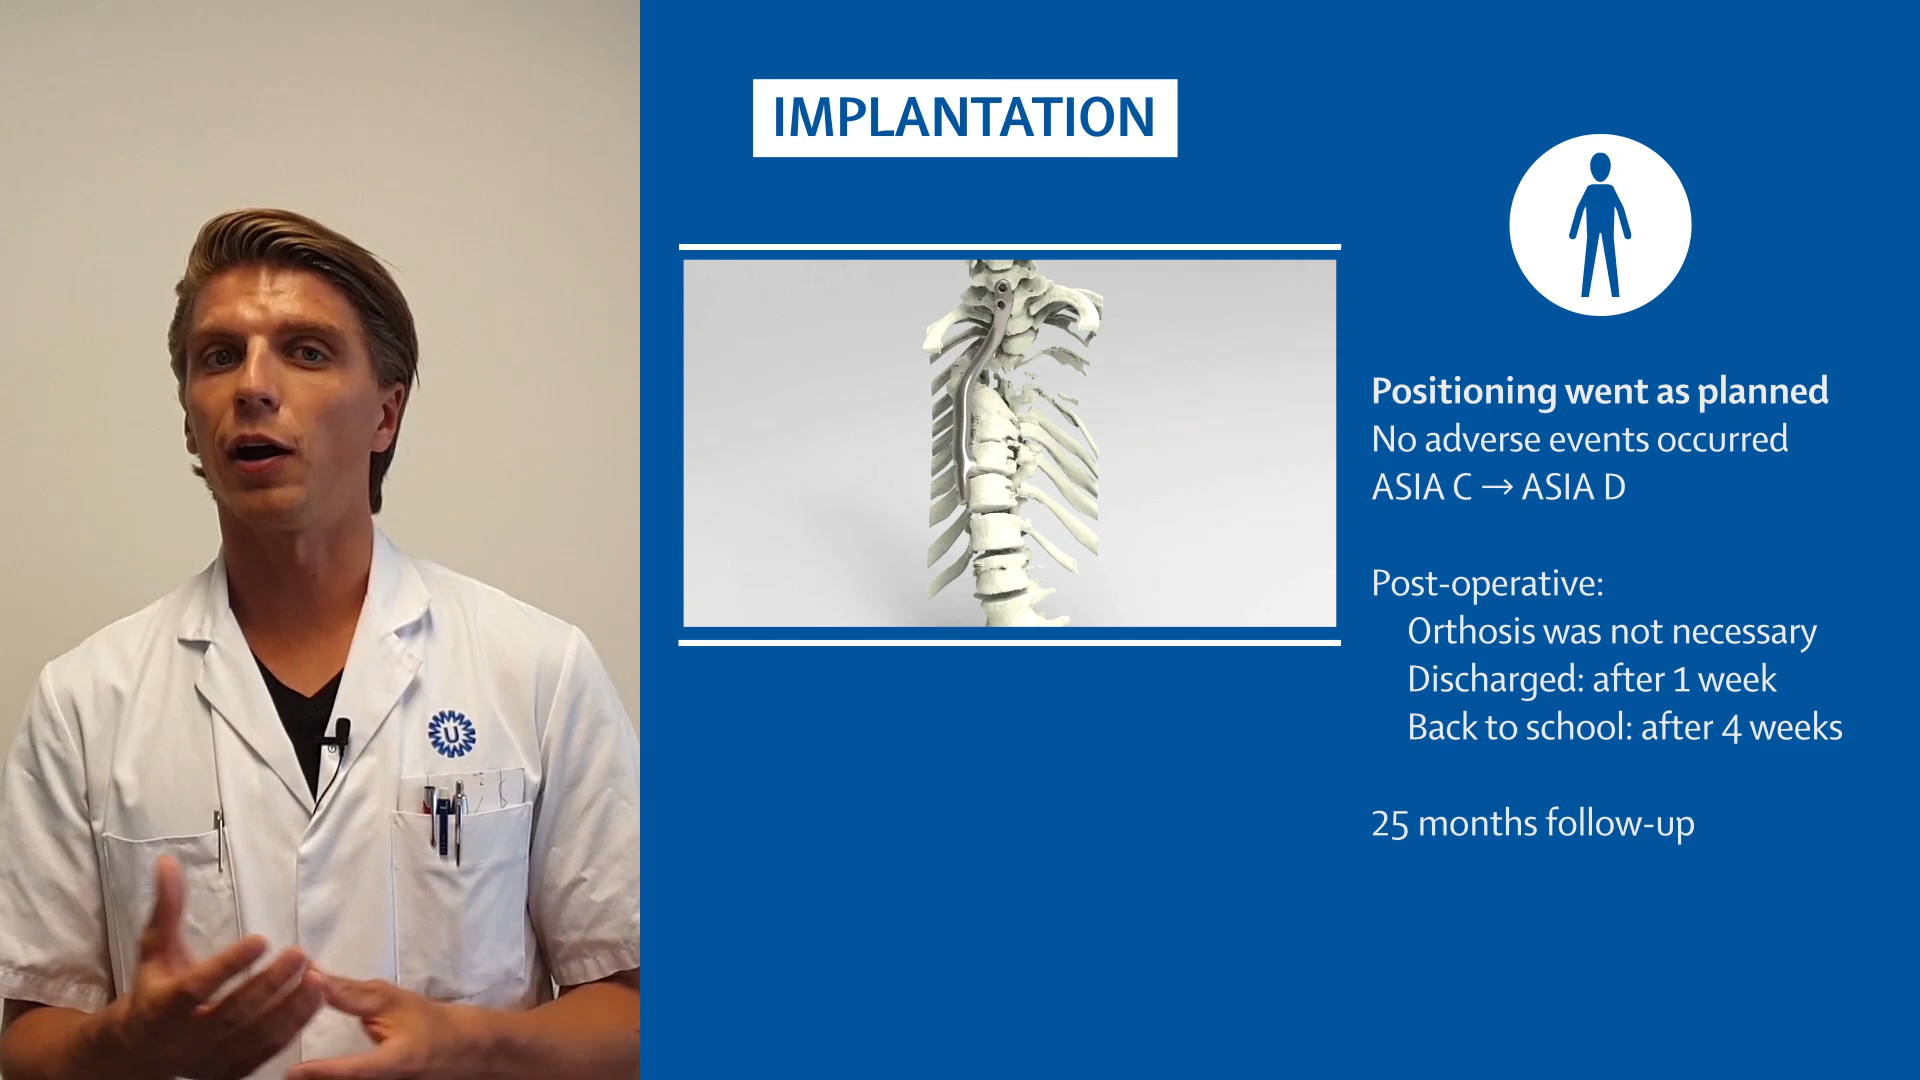 IMPLANTATION
Positioning went as planned
No adverse events occurred
ASIA C → ASIA D
Post-operative:
Orthosis was not necessary
Discharged: after 1 week
Back to school: after 4 weeks
25 months follow-up
U